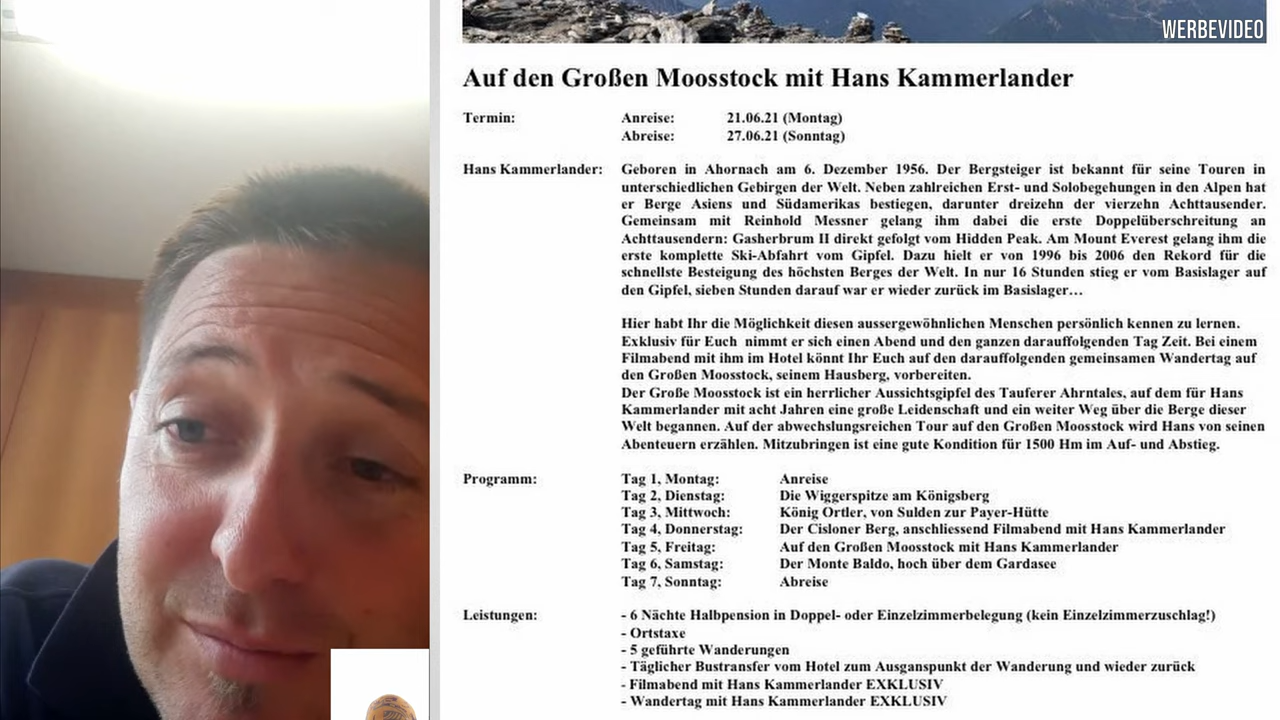 WERBEVIDEO
Auf den Großen Moosstock mit Hans Kammerlander
Termin: Anreise: 21.06.21 (Montag)
Abreise: 27.06.21 (Sonntag)
Hans Kammerlander: Geboren in Ahornach am 6. Dezember 1956. Der Bergsteiger ist bekannt für seine Touren in
unterschiedlichen Gebirgen der Welt. Neben zahlreichen Erst- und Solobegehungen in den Alpen hat
er Berge Asiens und Südamerikas bestiegen, darunter dreizehn der vierzehn Achttausender.
Gemeinsam mit Reinhold Messner gelang ihm dabei die erste Doppelüberschreitung an
Achttausendern: Gasherbrum II direkt gefolgt vom Hidden Peak. Am Mount Everest gelang ihm die
erste komplette Ski-Abfahrt vom Gipfel. Dazu hielt er von 1996 bis 2006 den Rekord für die
schnellste Besteigung des höchsten Berges der Welt. In nur 16 Stunden stieg er vom Basislager auf
den Gipfel, sieben Stunden darauf war er wieder zurück im Basislager…
Hier habt Ihr die Möglichkeit diesen aussergewöhnlichen Menschen persönlich kennen zu lernen.
Exklusiv für Euch nimmt er sich einen Abend und den ganzen darauffolgenden Tag Zeit. Bei einem
Filmabend mit ihm im Hotel könnt Ihr Euch auf den darauffolgenden gemeinsamen Wandertag auf
den Großen Moosstock, seinem Hausberg, vorbereiten.
Der Große Moosstock ist ein herrlicher Aussichtsgipfel des Tauferer Ahrntales, auf dem für Hans
Kammerlander mit acht Jahren eine große Leidenschaft und ein weiter Weg über die Berge dieser
Welt begannen. Auf der abwechslungsreichen Tour auf den Großen Moosstock wird Hans von seinen
Abenteuern erzählen. Mitzubringen ist eine gute Kondition für 1500 Hm im Auf- und Abstieg.
Programm: Tag 1, Montag: Anreise
Tag 2, Dienstag: Die Wiggerspitze am Königsberg
Tag 3, Mittwoch: König Ortler, von Sulden zur Payer-Hütte
Tag 4, Donnerstag: Der Cisloner Berg, anschliessend Filmabend mit Hans Kammerlander
Tag 5, Freitag: Auf den Großen Moosstock mit Hans Kammerlander
Tag 6, Samstag: Der Monte Baldo, hoch über dem Gardasee
Tag 7, Sonntag: Abreise
Leistungen: - 6 Nächte Halbpension in Doppel- oder Einzelzimmerbelegung (kein Einzelzimmerzuschlag!)
- Ortstaxe
- 5 geführte Wanderungen
- Täglicher Bustransfer vom Hotel zum Ausganspunkt der Wanderung und wieder zurück
- Filmabend mit Hans Kammerlander EXKLUSIV
- Wandertag mit Hans Kammerlander EXKLUSIV